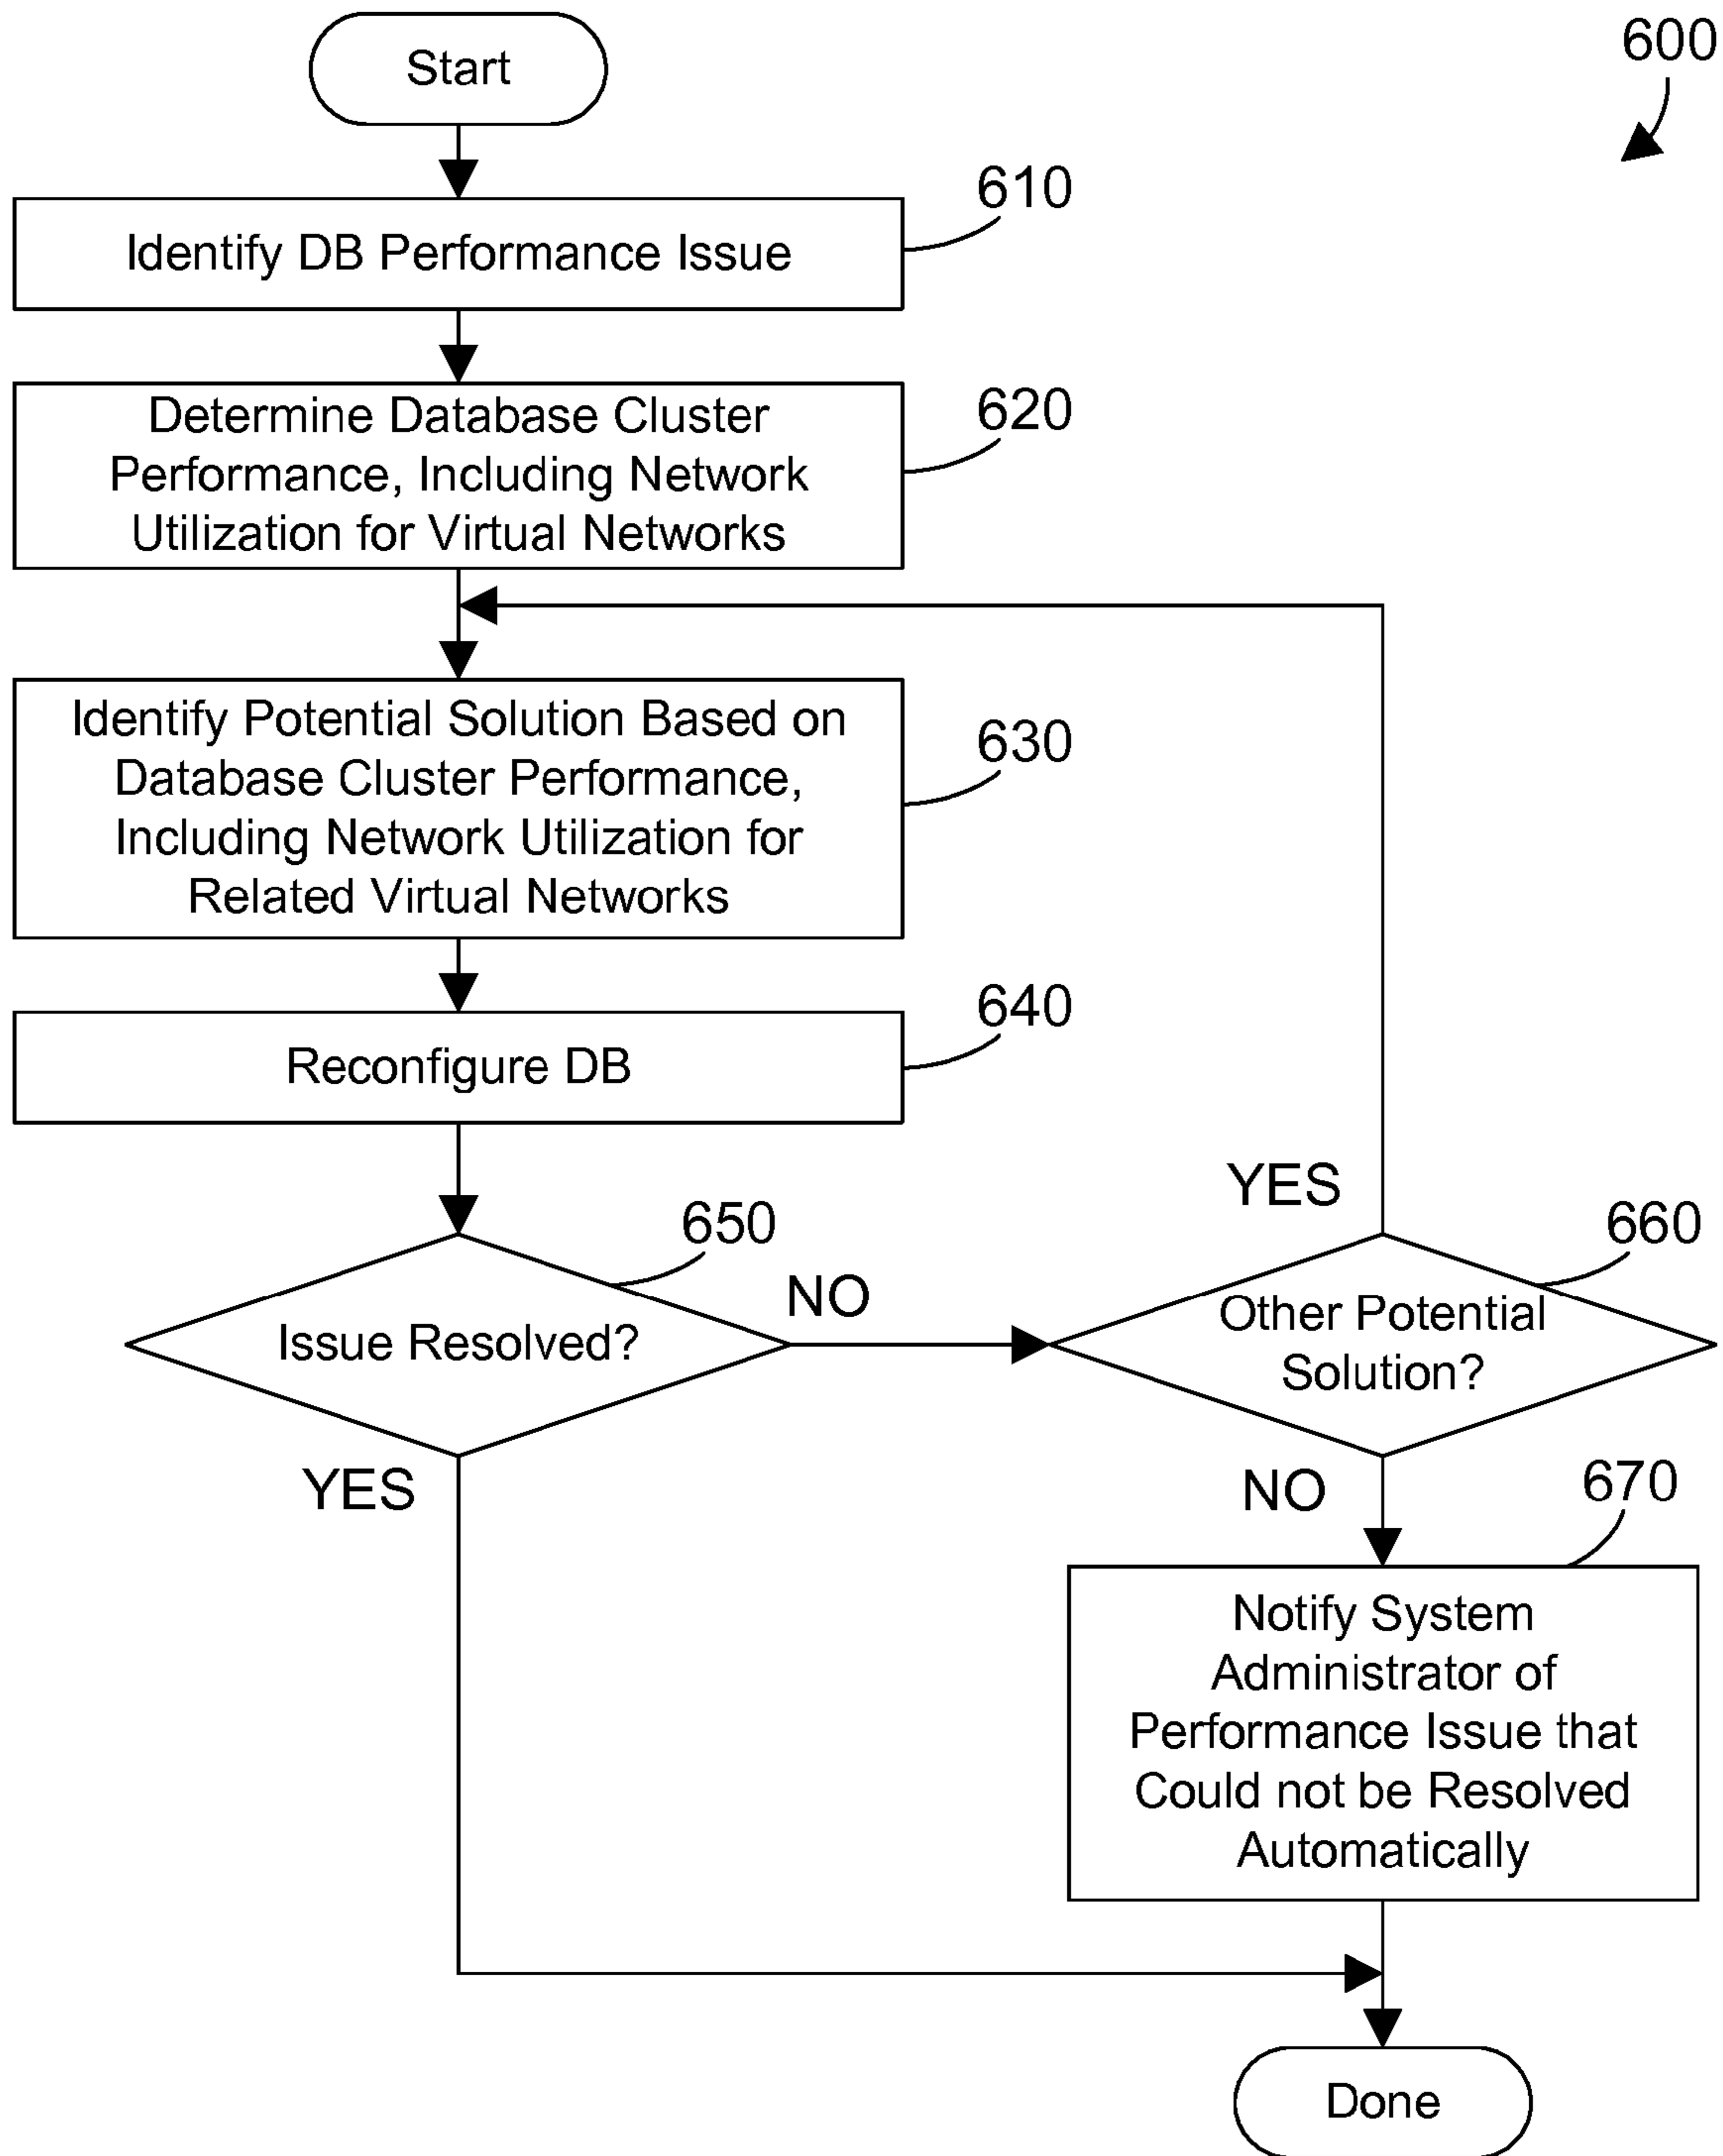 Start
600
610
Identify DB Performance Issue
620
Determine Database Cluster
Performance, Including Network
Utilization for Virtual Networks
630
Identify Potential Solution Based on
Database Cluster Performance,
Including Network Utilization for
Related Virtual Networks
640
Reconfigure DB
650
Issue Resolved?
NO
YES
YES
660
Other Potential
Solution?
NO
670
Notify System
Administrator of
Performance Issue that
Could not be Resolved
Automatically
Done